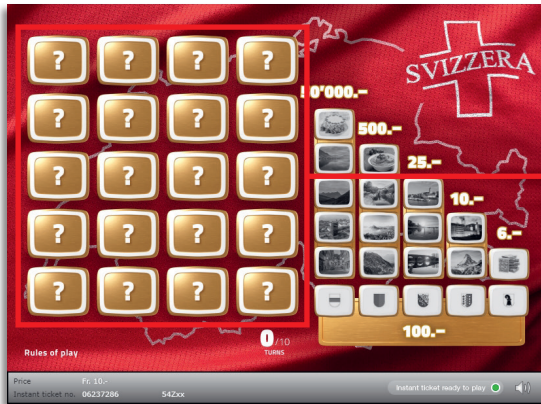 ? ? ? ?
? ? ? ?
? ? ? ?
? ? ? ?
? ? ? ?
SVIZZERA
50'000.–
500.–
25.–
10.–
6.–
100.–
0/10
TURNS
Rules of play
Price Fr. 10.-
Instant ticket no. 06237286 54Zxx
Instant ticket ready to play